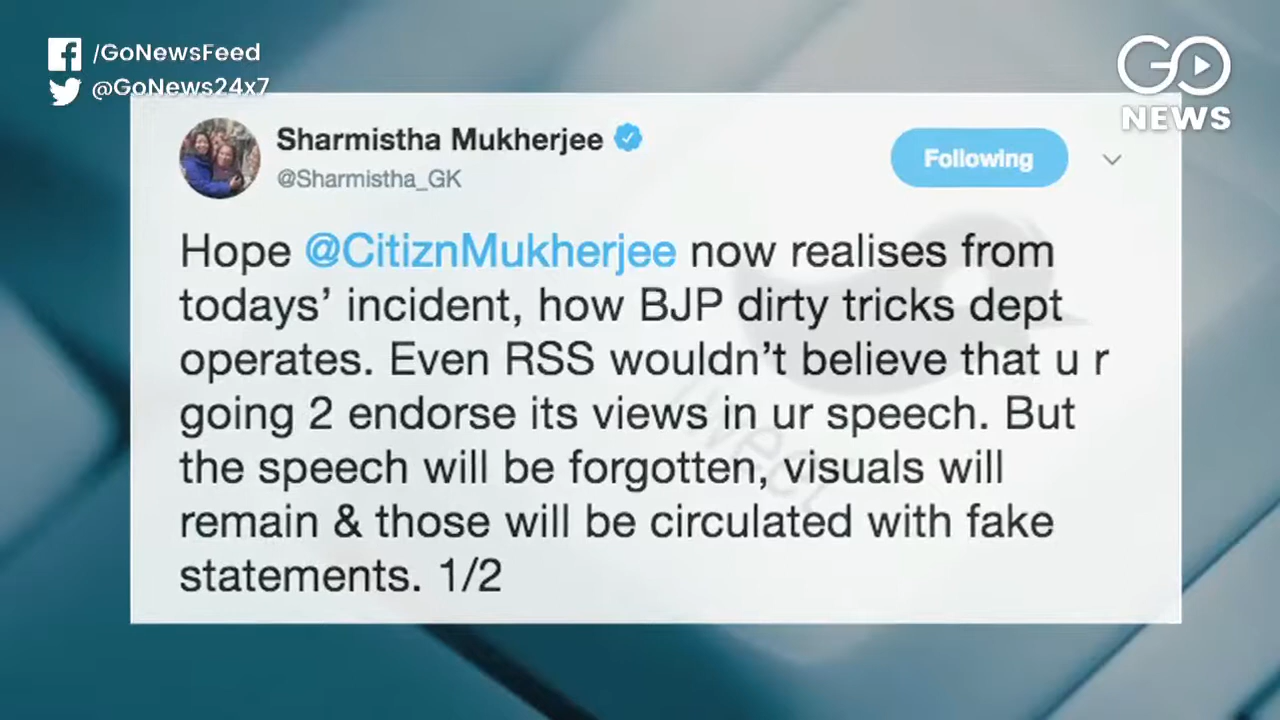 /GoNewsFeed
@GoNews24x7
GO
NEWS
Sharmistha Mukherjee
@Sharmistha_GK
Following
Hope @CitiznMukherjee now realises from
todays’ incident, how BJP dirty tricks dept
operates. Even RSS wouldn’t believe that u r
going 2 endorse its views in ur speech. But
the speech will be forgotten, visuals will
remain & those will be circulated with fake
statements. 1/2